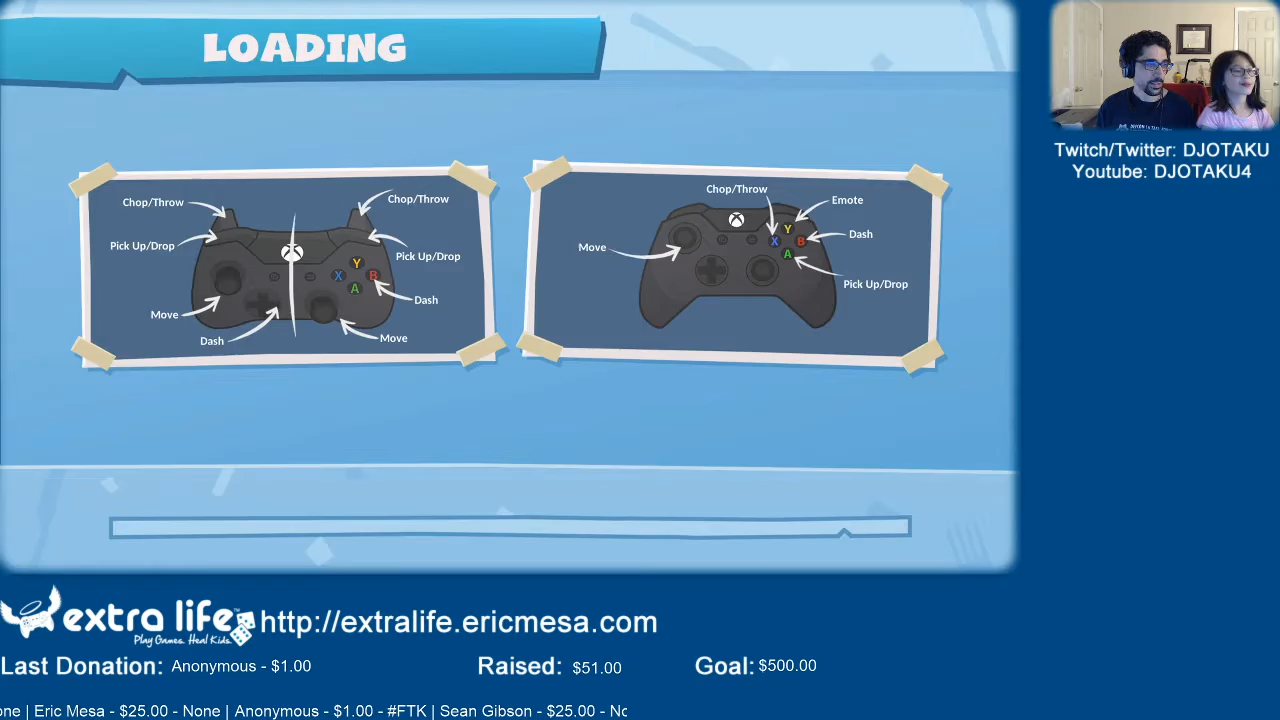 LOADING
Chop/Throw
Chop/Throw
Pick Up/Drop
Pick Up/Drop
Y
X
B
A
Move
Dash
Dash
Move
Chop/Throw
Emote
Y
Move
X
B
Dash
A
Pick Up/Drop
Twitch/Twitter: DJOTAKU
Youtube: DJOTAKU4
extra life
Play Games. Heal Kids.
http://extralife.ericmesa.com
Last Donation: Anonymous - $1.00
Raised: $51.00
Goal: $500.00
one | Eric Mesa - $25.00 - None | Anonymous - $1.00 - #FTK | Sean Gibson - $25.00 - No